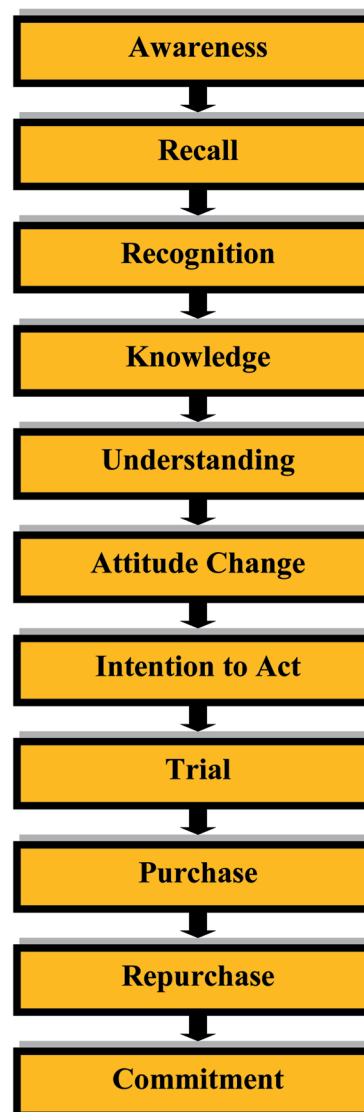 Awareness
Recall
Recognition
Knowledge
Understanding
Attitude Change
Intention to Act
Trial
Purchase
Repurchase
Commitment